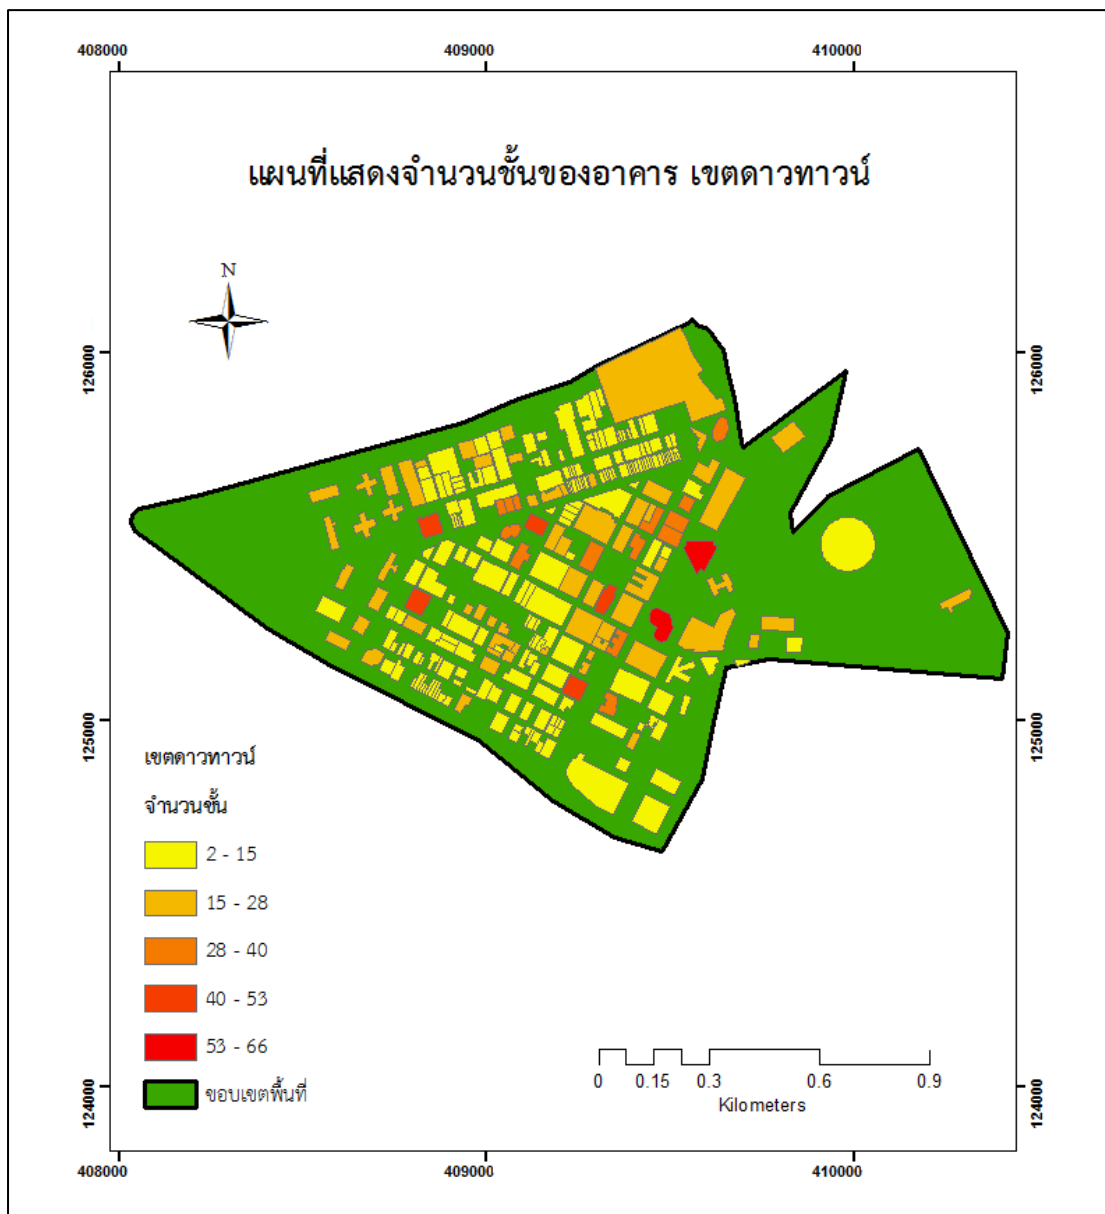 408000 409000 410000
แผนที่แสดงจำนวนชั้นของอาคาร เขตดาวทาวน์
N
126000 126000
125000 125000
เขตดาวทาวน์
จำนวนชั้น
2 - 15
15 - 28
28 - 40
40 - 53
53 - 66
ขอบเขตพื้นที่
0 0.15 0.3 0.6 0.9
Kilometers
124000 124000
408000 409000 410000